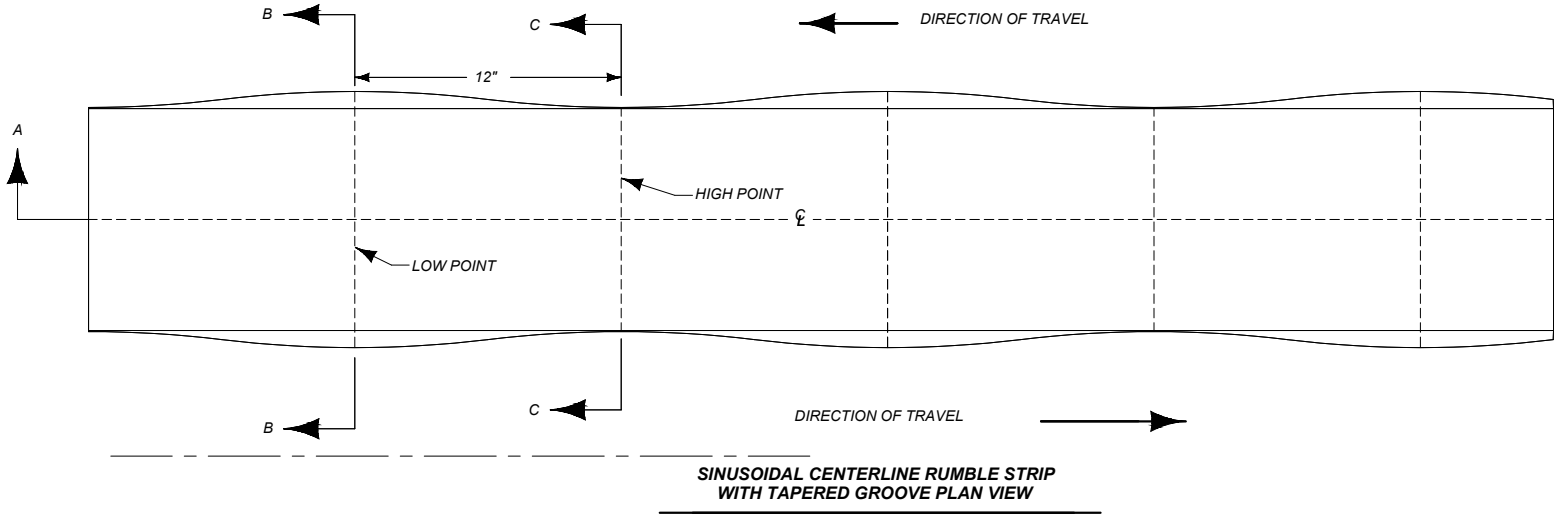 B
C
DIRECTION OF TRAVEL
12"
A
HIGH POINT
℄
LOW POINT
C
DIRECTION OF TRAVEL
B
SINUSOIDAL CENTERLINE RUMBLE STRIP
WITH TAPERED GROOVE PLAN VIEW